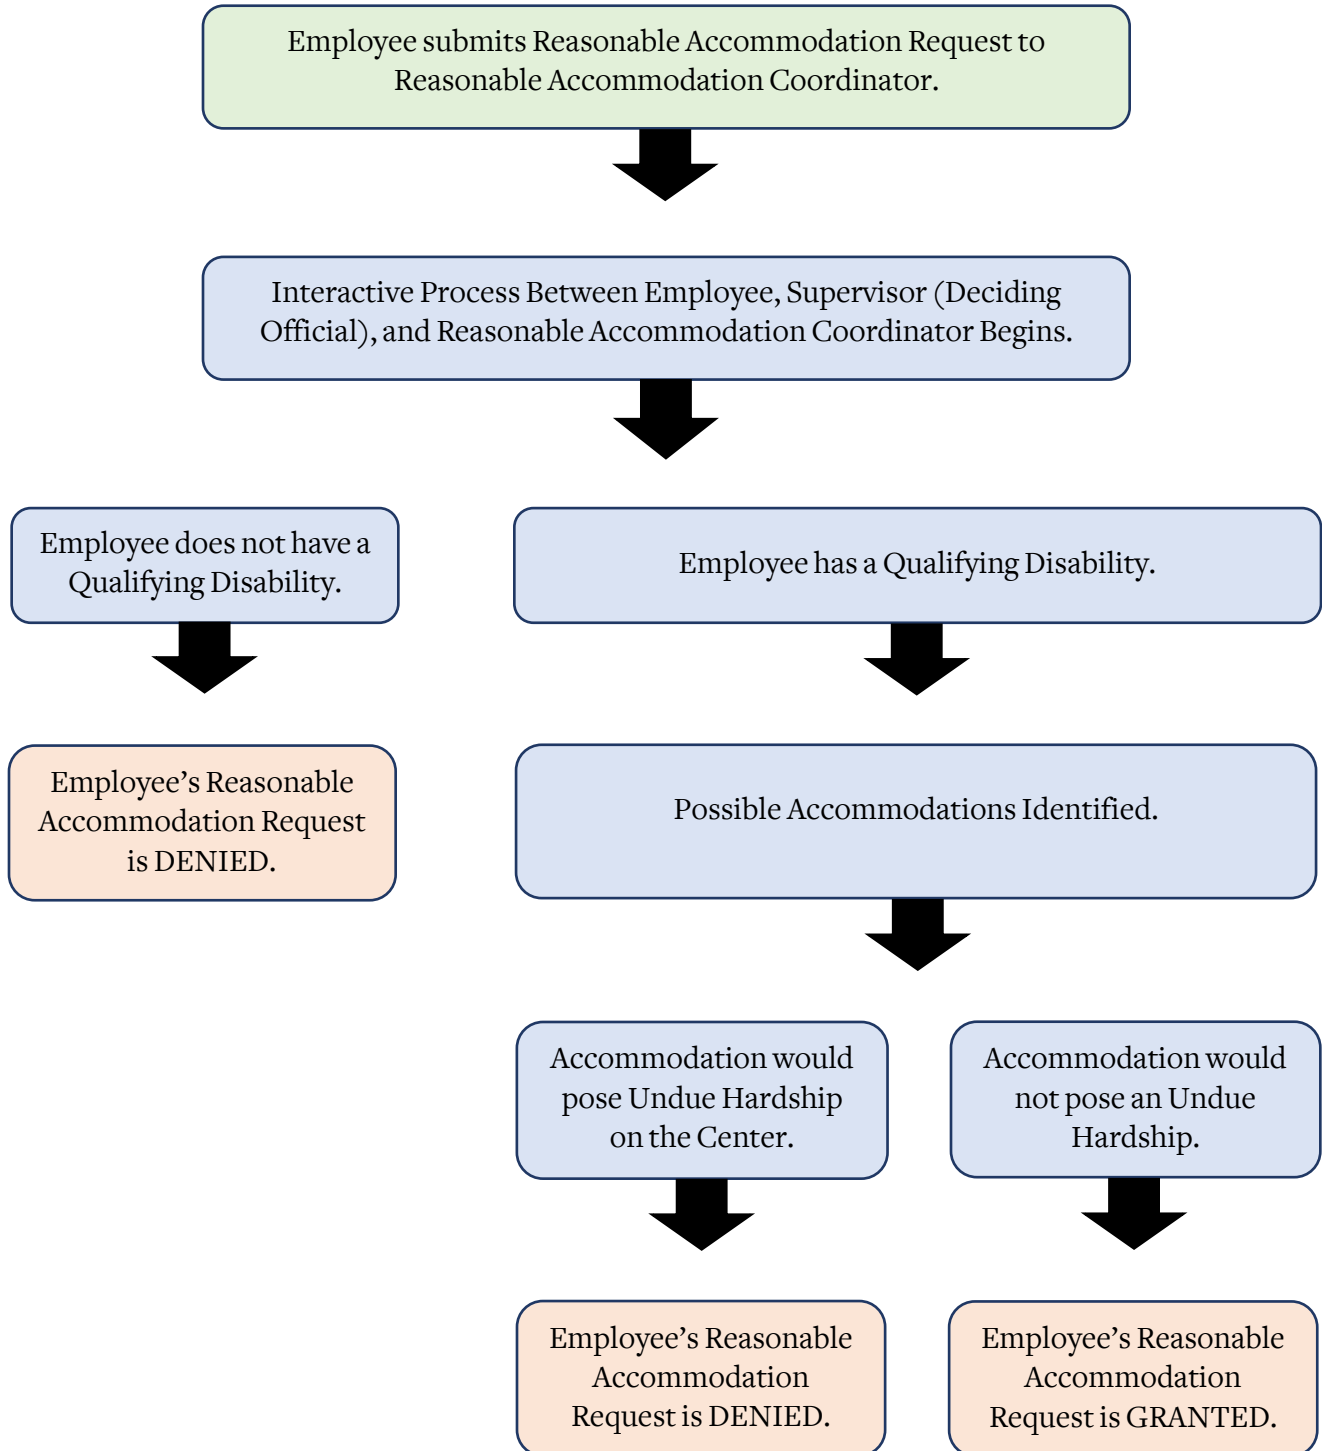 Employee submits Reasonable Accommodation Request to
Reasonable Accommodation Coordinator.
Interactive Process Between Employee, Supervisor (Deciding
Official), and Reasonable Accommodation Coordinator Begins.
Employee does not have a
Qualifying Disability.
Employee has a Qualifying Disability.
Employee’s Reasonable
Accommodation Request
is DENIED.
Possible Accommodations Identified.
Accommodation would
pose Undue Hardship
on the Center.
Accommodation would
not pose an Undue
Hardship.
Employee’s Reasonable
Accommodation
Request is DENIED.
Employee’s Reasonable
Accommodation
Request is GRANTED.